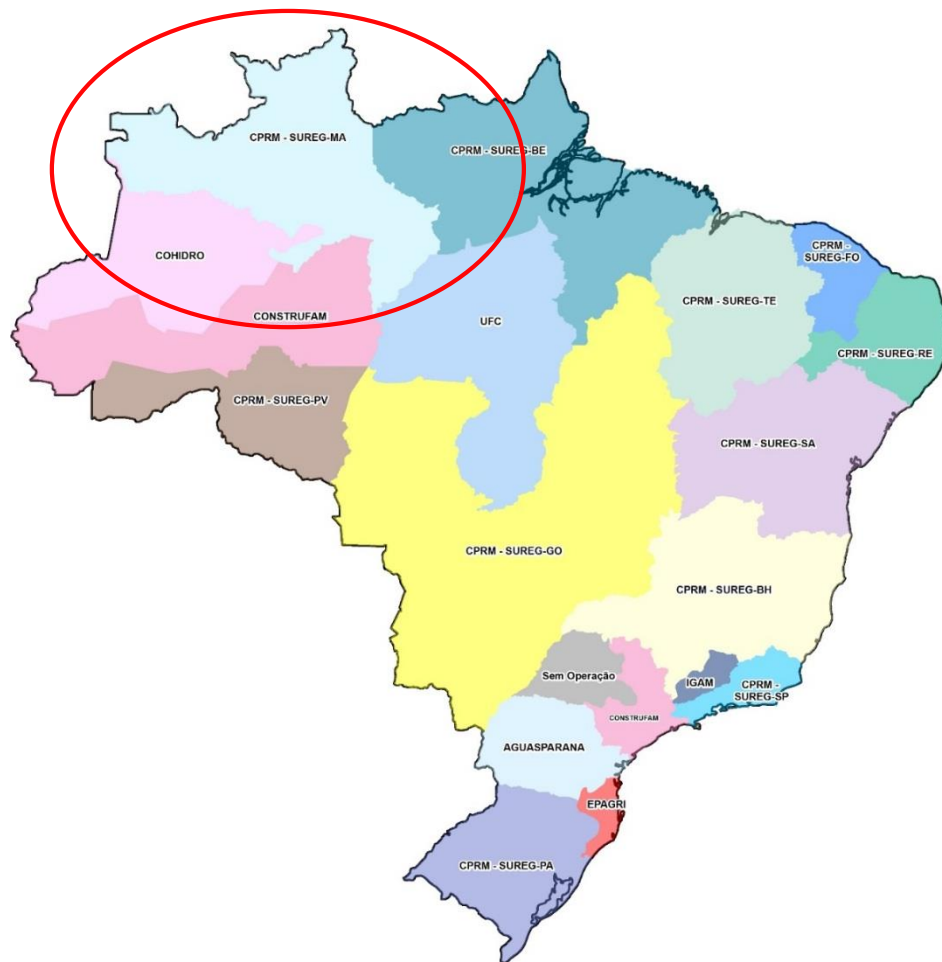 CPRM - SUREG-MA
CPRM - SUREG-BE
CPRM -
SUREG-FO
COHIDRO
CPRM - SUREG-TE
CONSTRUFAM
UFC
CPRM - SUREG-RE
CPRM - SUREG-PV
CPRM - SUREG-SA
CPRM - SUREG-GO
CPRM - SUREG-BH
Sem Operação
IGAM
CPRM -
SUREG-SP
CONSTRUFAM
AGUASPARANA
EPAGRI
CPRM - SUREG-PA